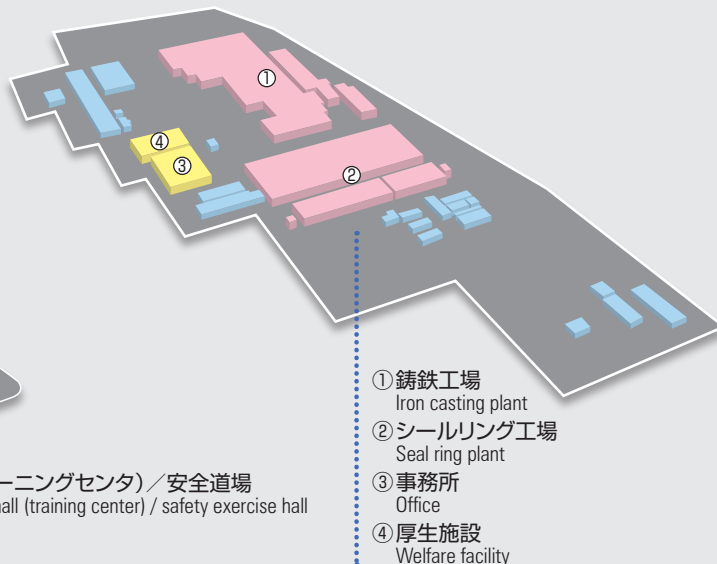 ①
④
③
②
①鋳鉄工場
Iron casting plant
②シールリング工場
Seal ring plant
③事務所
Office
④厚生施設
Welfare facility
ーニングセンタ)/安全道場
hall (training center) / safety exercise hall